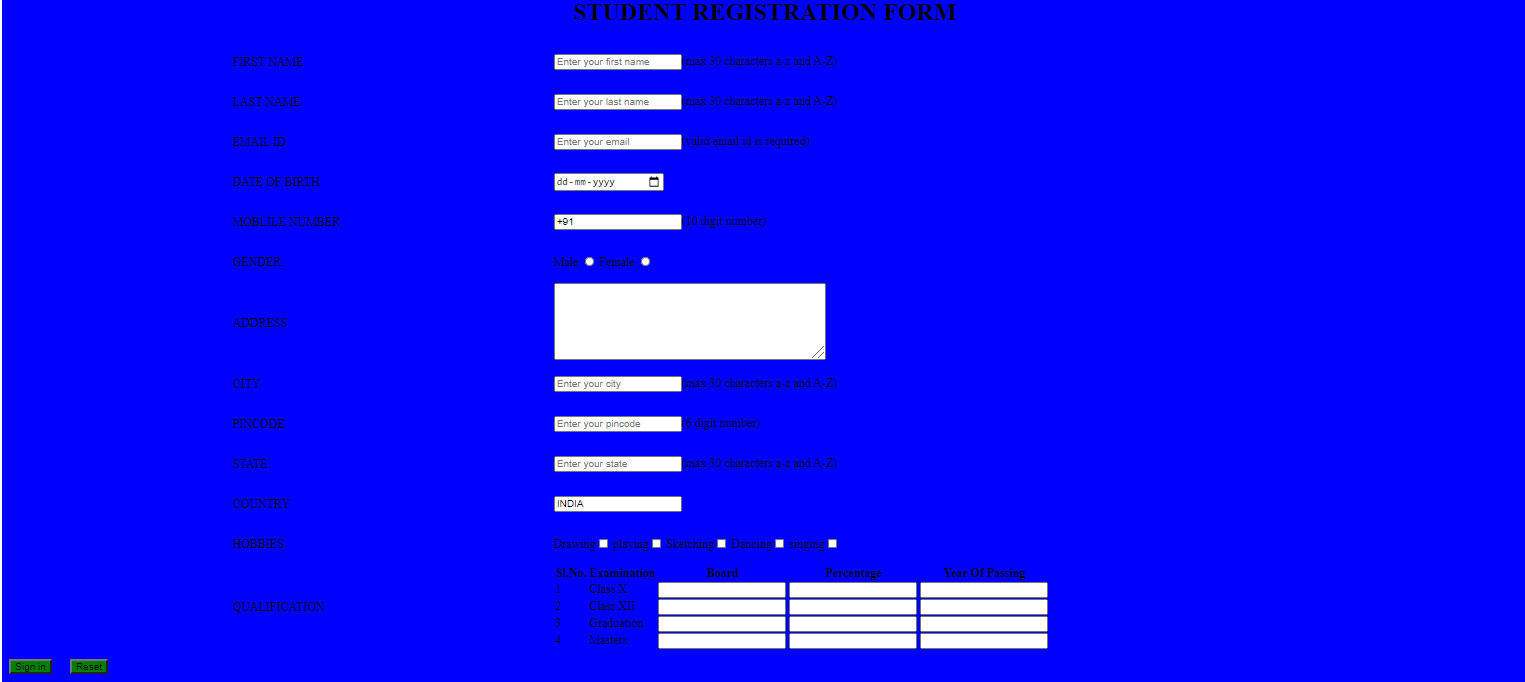 STUDENT REGISTRATION FORM
FIRST NAME Enter your first name (max 30 characters a-z and A-Z)
LAST NAME Enter your last name (max 30 characters a-z and A-Z)
EMAIL ID Enter your email (valid email id is required)
DATE OF BIRTH dd-mm-yyyy
MOBLILE NUMBER +91 (10 digit number)
GENDER Male Female
ADDRESS
CITY Enter your city (max 30 characters a-z and A-Z)
PINCODE Enter your pincode (6 digit number)
STATE Enter your state (max 30 characters a-z and A-Z)
COUNTRY INDIA
HOBBIES Drawing playing Sketching Dancing singing
Sl.No. Examination Board Percentage Year Of Passing
1 Class X
2 Class XII
QUALIFICATION
3 Graduation
4 Masters
Sign in Reset